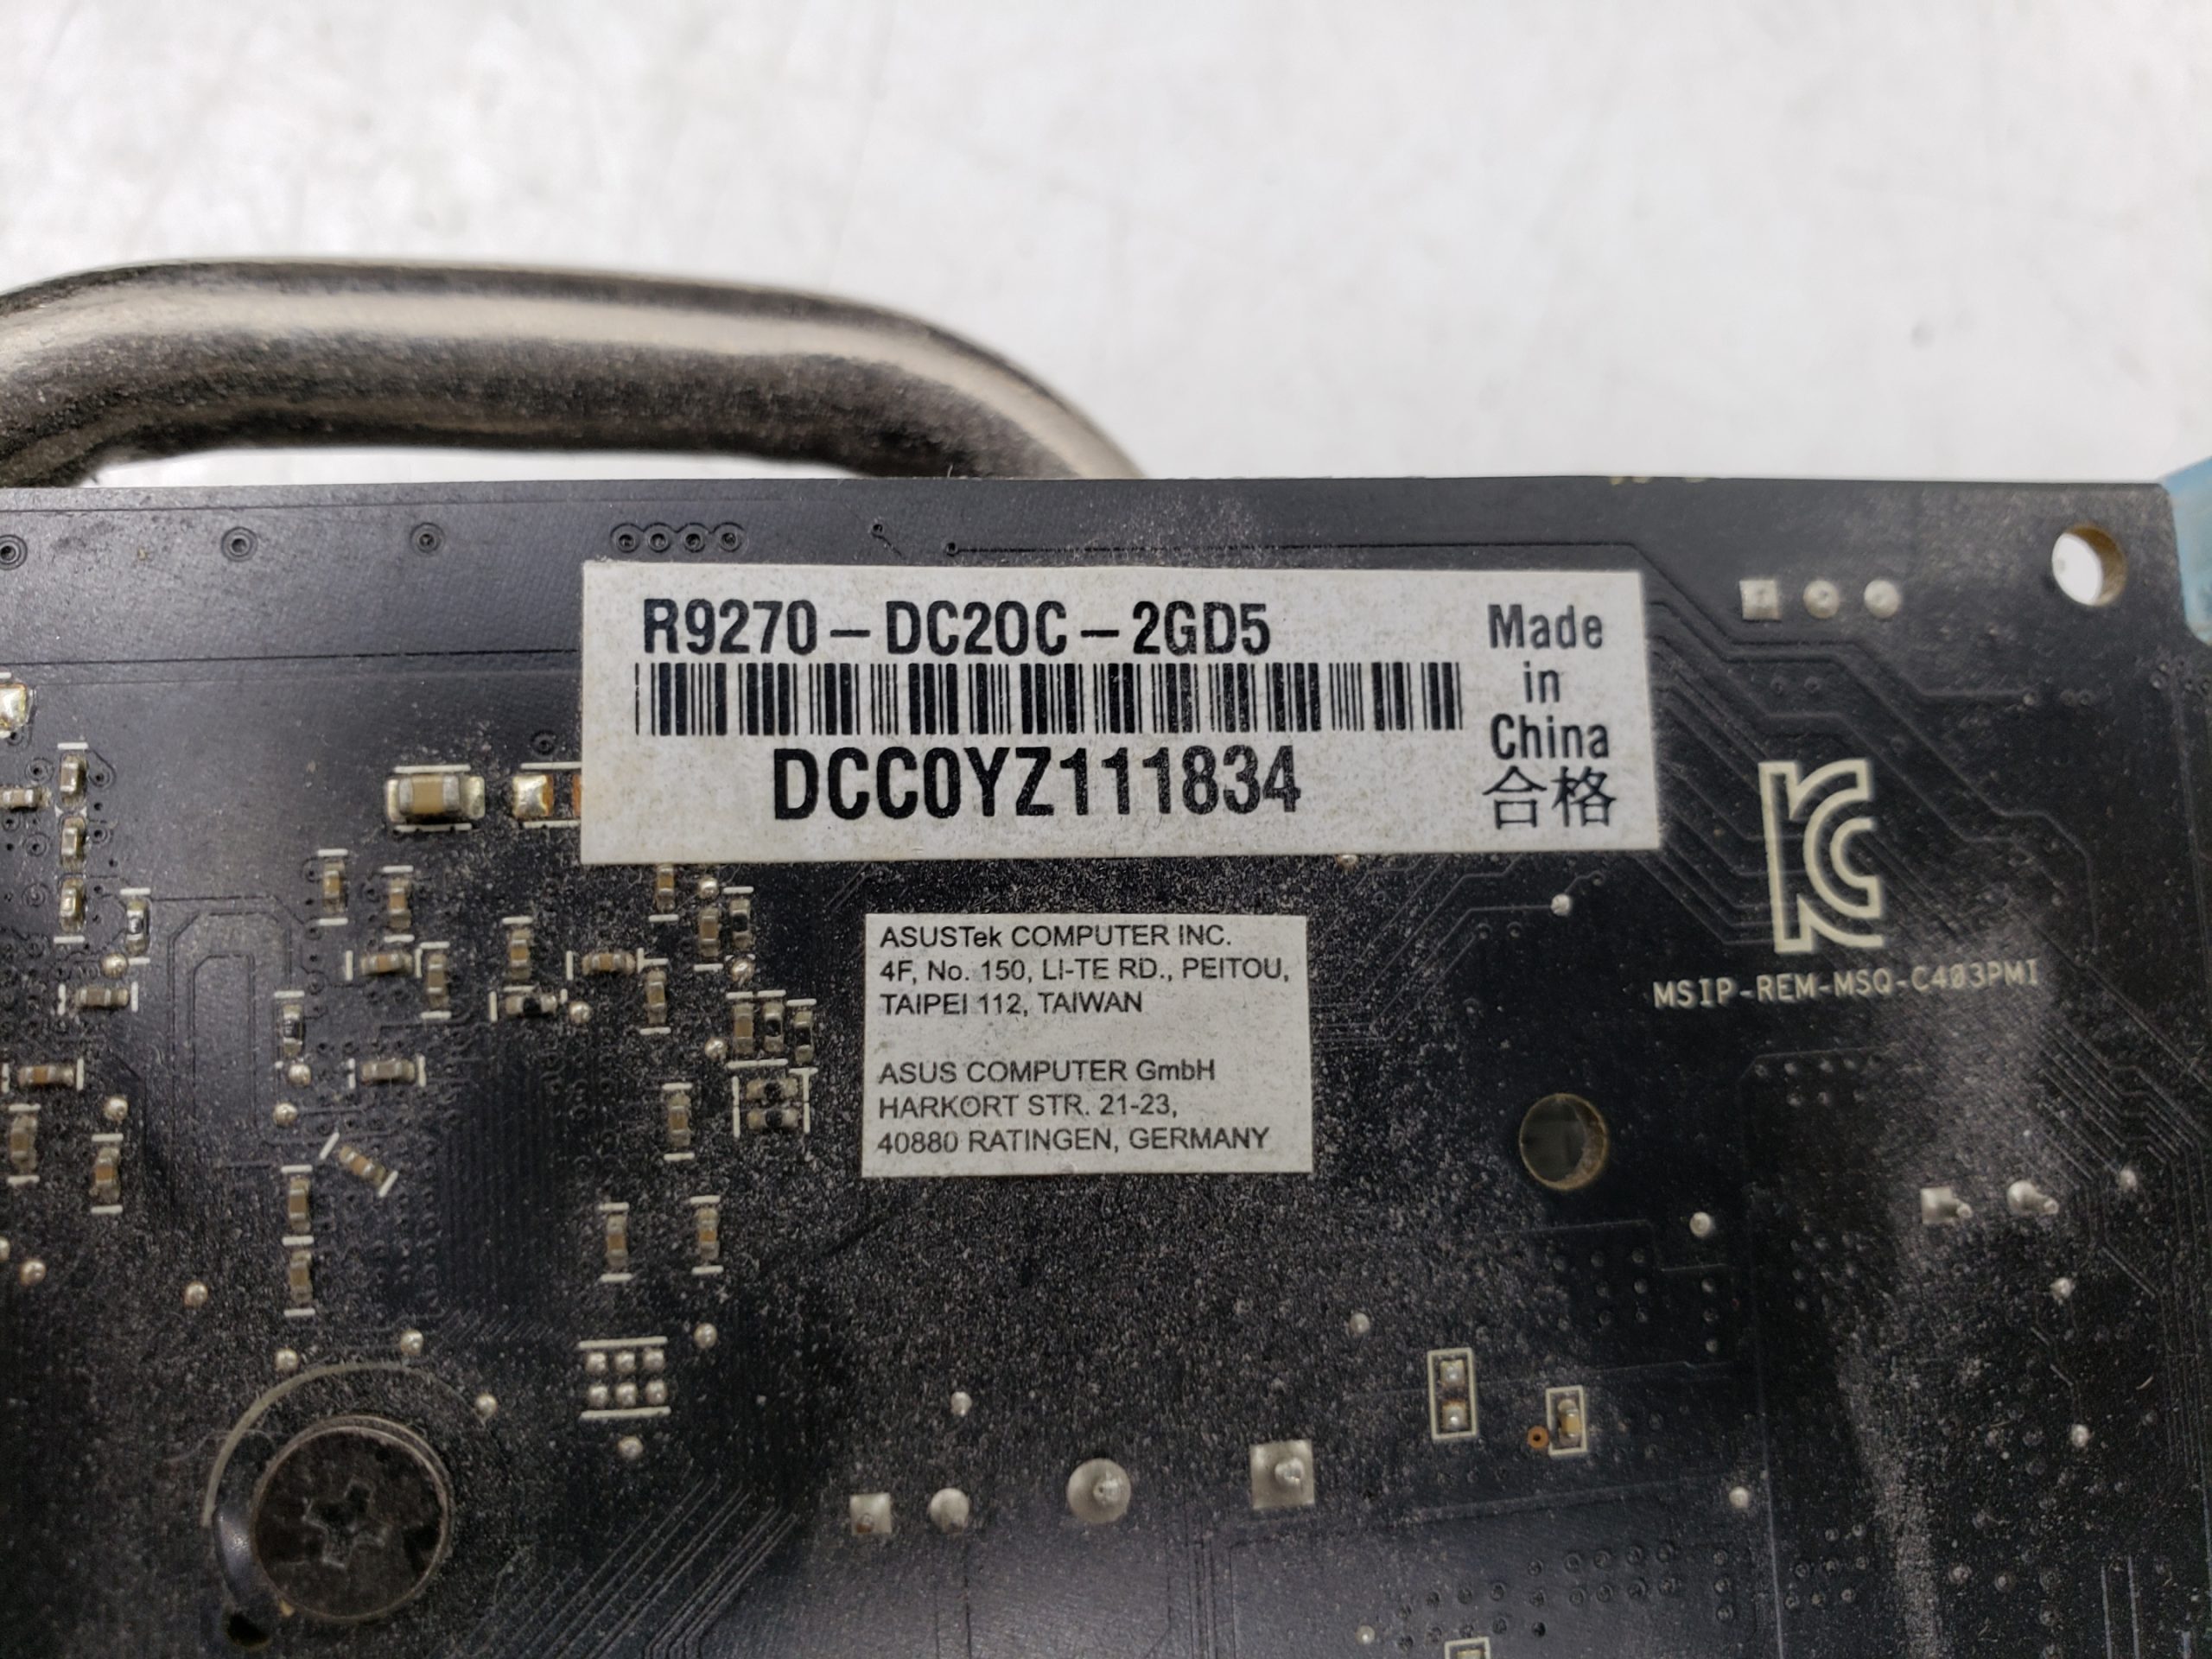 R9270-DC2OC-2GD5
DCC0YZ111834
Made
in
China
合格
ASUSTek COMPUTER INC.
4F, No. 150, LI-TE RD., PEITOU,
TAIPEI 112, TAIWAN
ASUS COMPUTER GmbH
HARKORT STR. 21-23,
40880 RATINGEN, GERMANY
MSIP-REM-MSQ-C403PMI